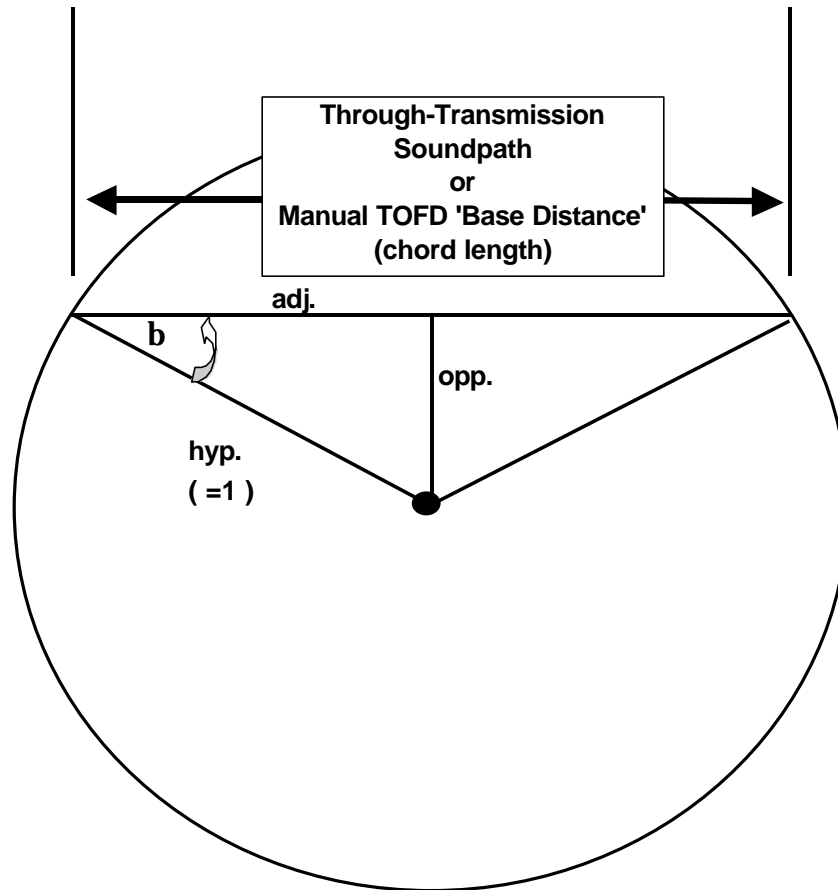 Through-Transmission
Soundpath
or
Manual TOFD 'Base Distance'
(chord length)
adj.
b
opp.
hyp.
( =1 )